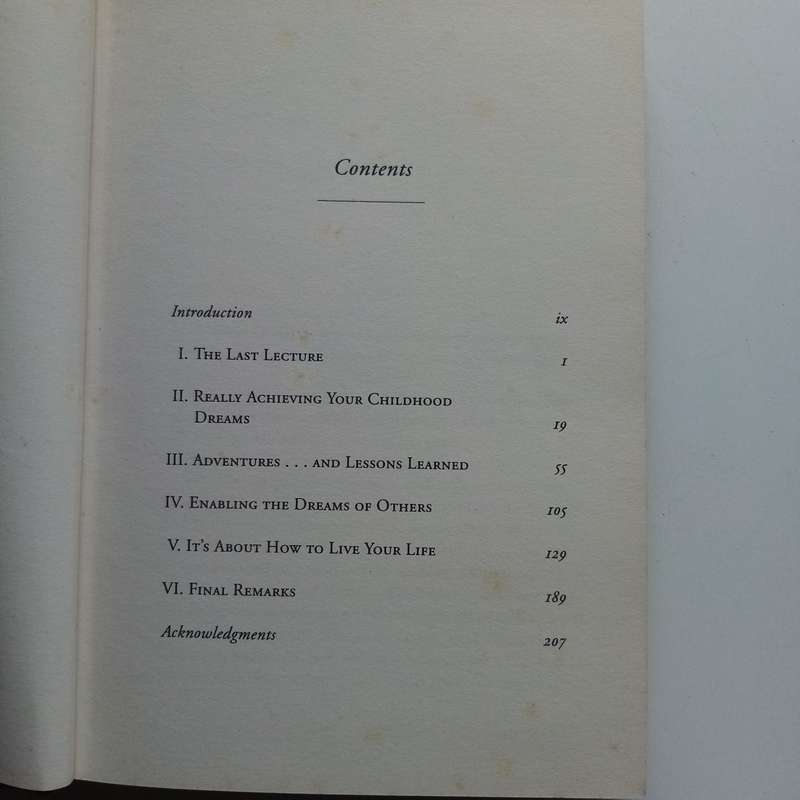 Contents
Introduction ix
I. The Last Lecture 1
II. Really Achieving Your Childhood
Dreams 19
III. Adventures . . . and Lessons Learned 55
IV. Enabling the Dreams of Others 105
V. It's About How to Live Your Life 129
VI. Final Remarks 189
Acknowledgments 207